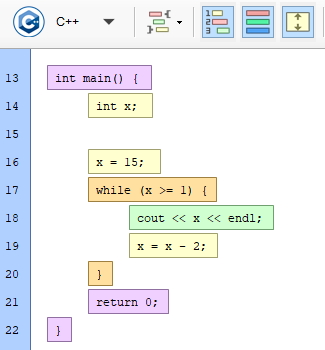 C++
13 int main() {
14 int x;
15
16 x = 15;
17 while (x >= 1) {
18 cout << x << endl;
19 x = x - 2;
20 }
21 return 0;
22 }